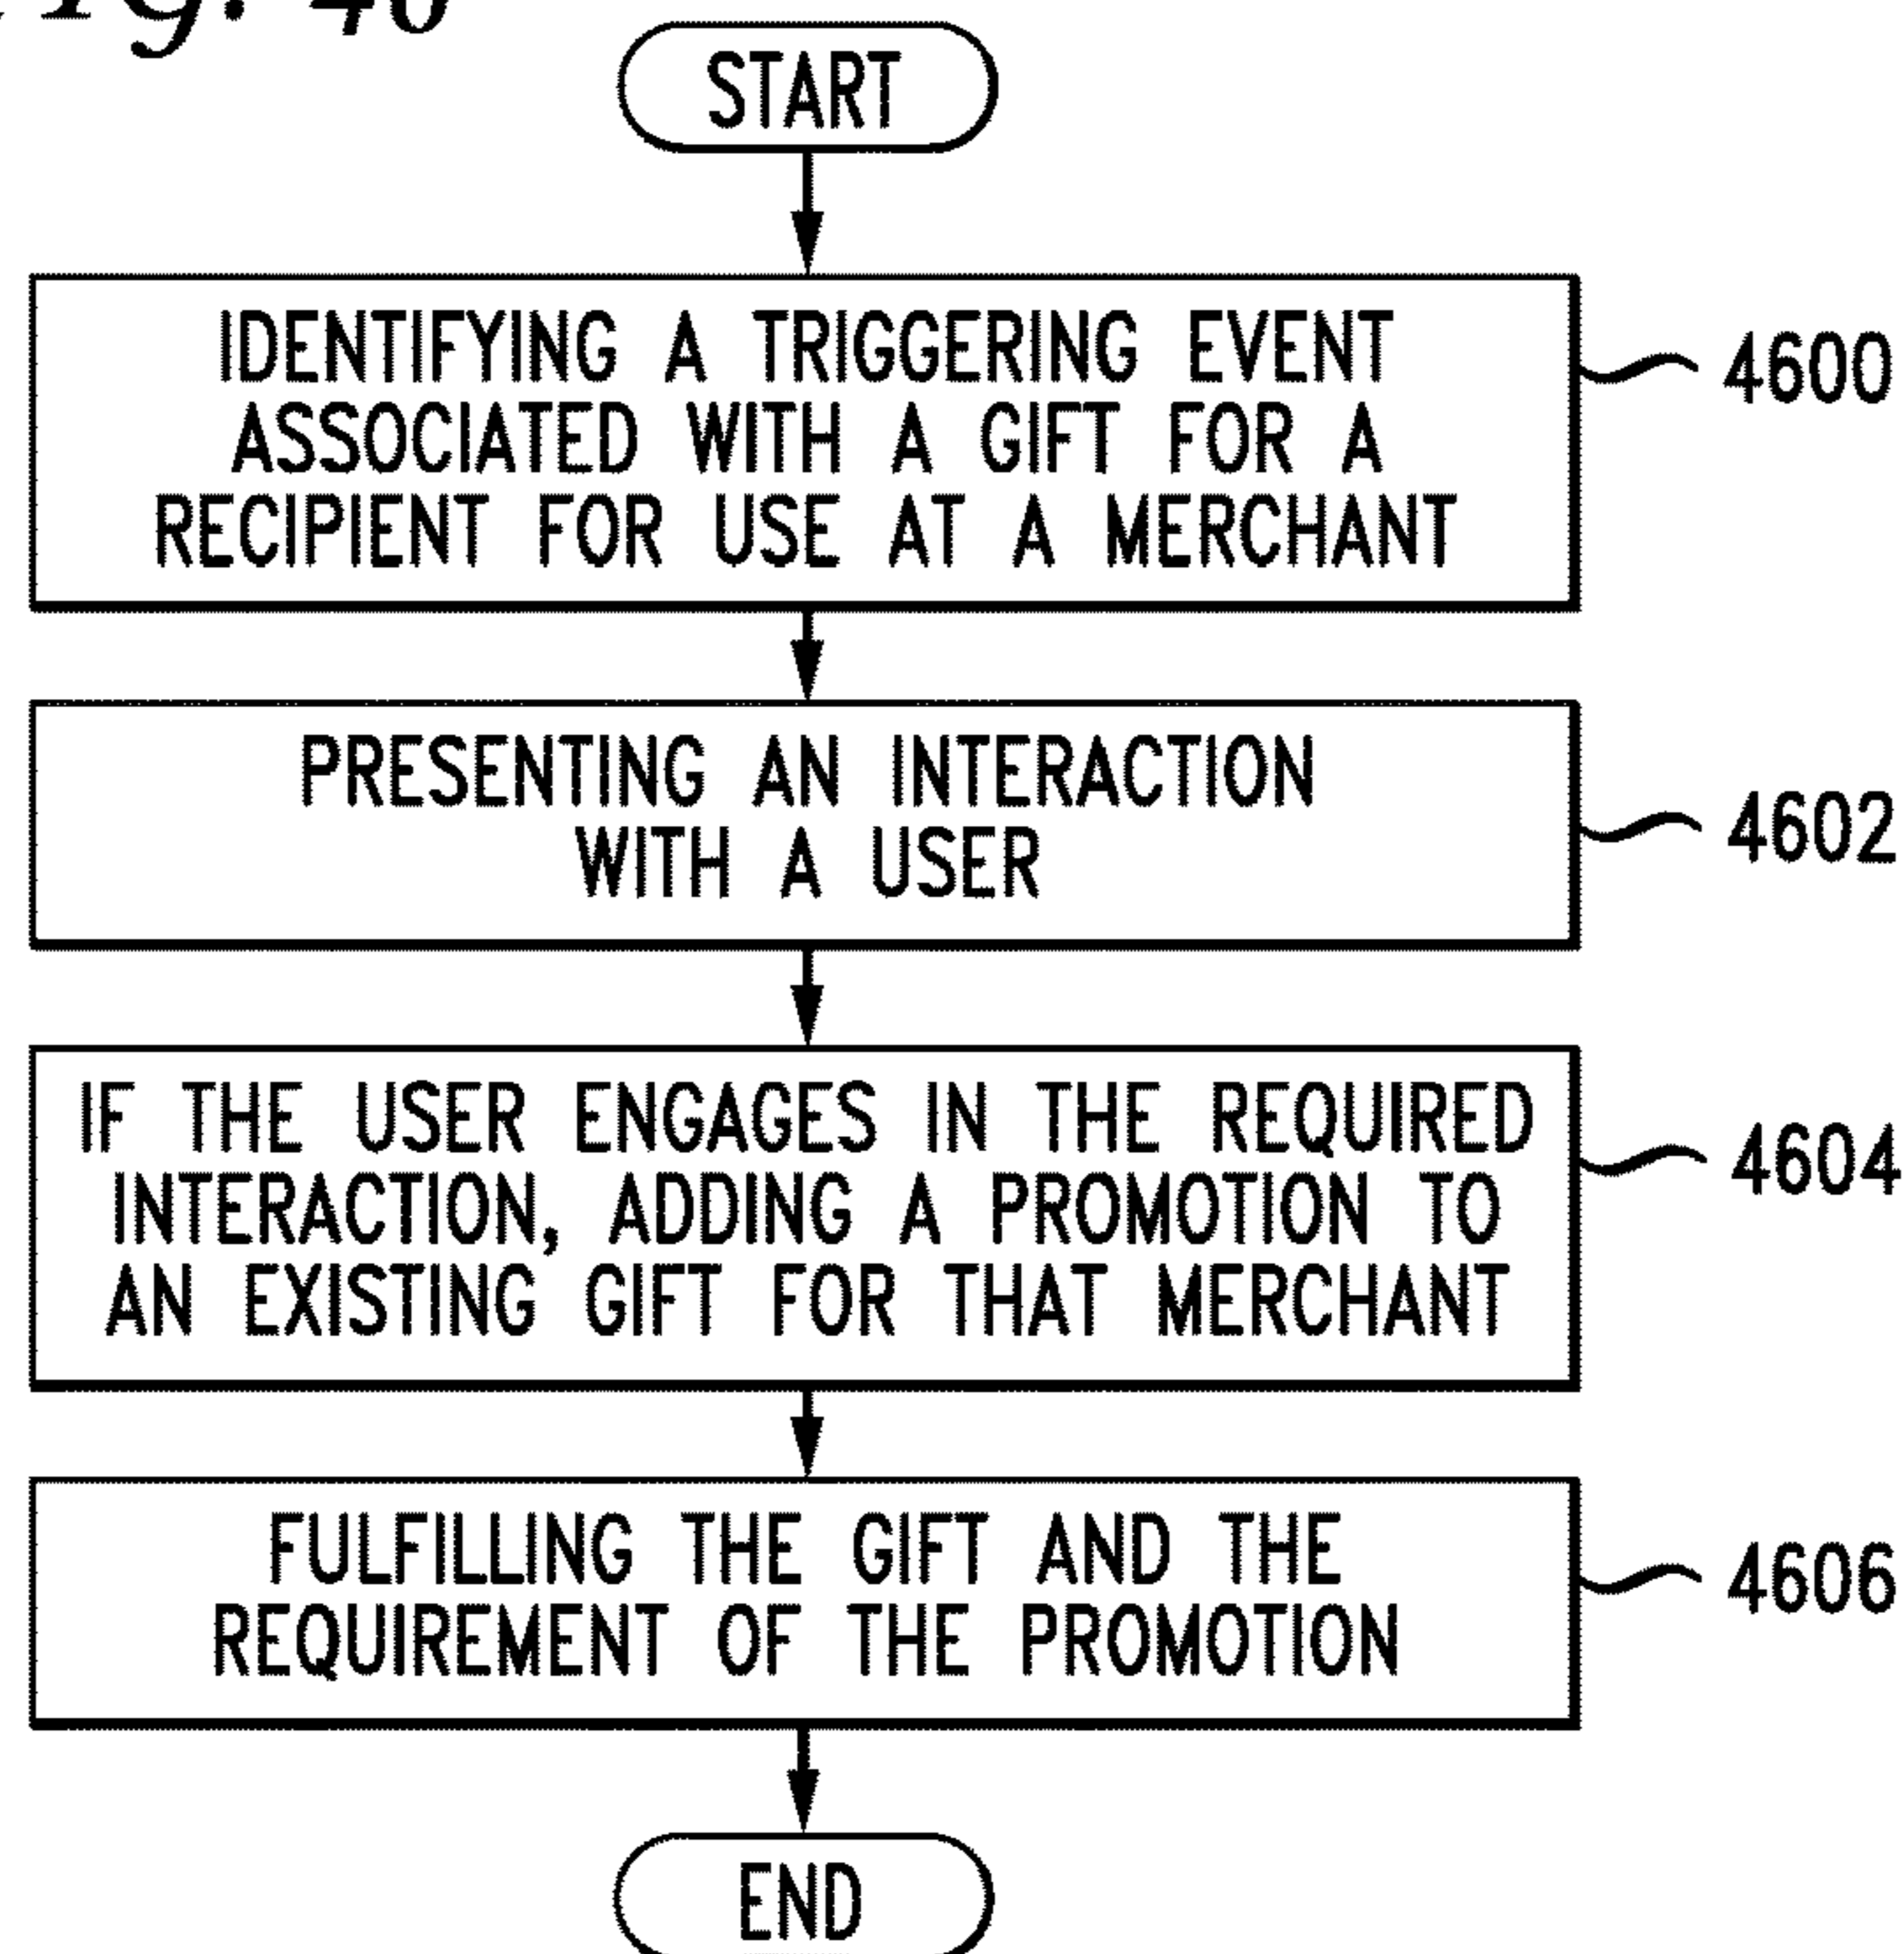 Fig. 46
START
IDENTIFYING A TRIGGERING EVENT
ASSOCIATED WITH A GIFT FOR A
RECIPIENT FOR USE AT A MERCHANT
4600
PRESENTING AN INTERACTION
WITH A USER
4602
IF THE USER ENGAGES IN THE REQUIRED
INTERACTION, ADDING A PROMOTION TO
AN EXISTING GIFT FOR THAT MERCHANT
4604
FULFILLING THE GIFT AND THE
REQUIREMENT OF THE PROMOTION
4606
END